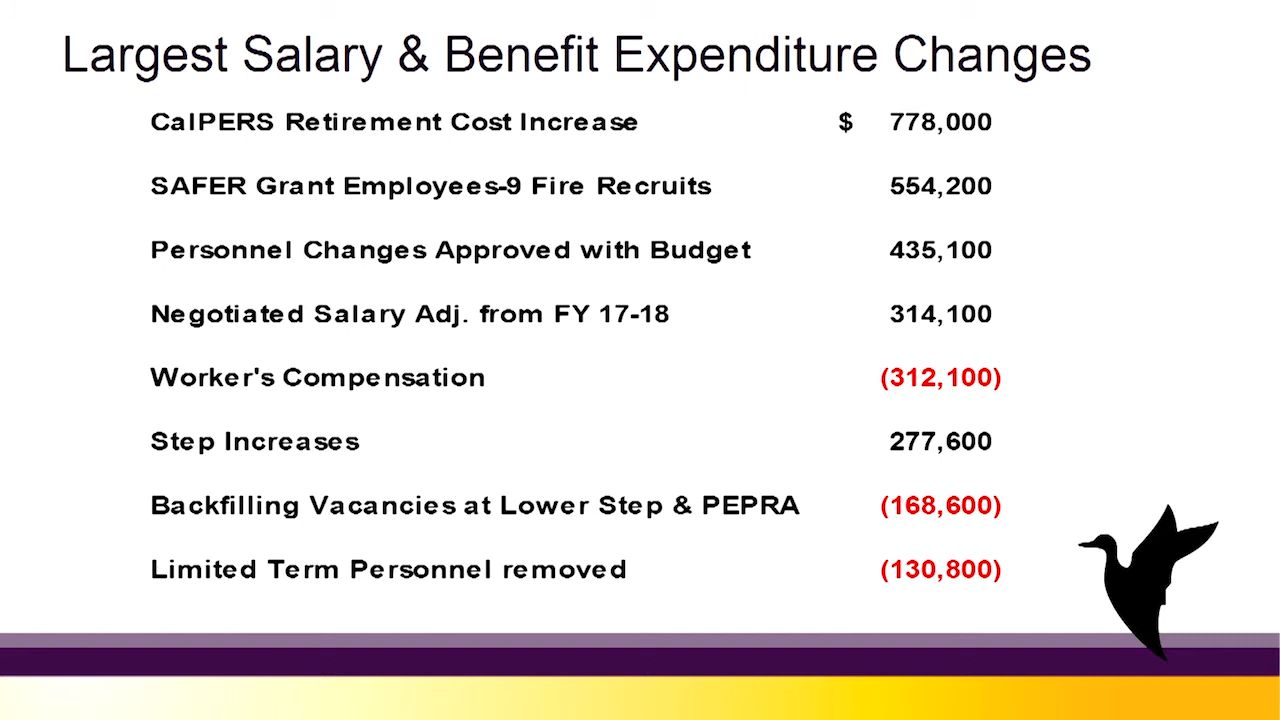 Largest Salary & Benefit Expenditure Changes
CalPERS Retirement Cost Increase $ 778,000
SAFER Grant Employees-9 Fire Recruits 554,200
Personnel Changes Approved with Budget 435,100
Negotiated Salary Adj. from FY 17-18 314,100
Worker's Compensation (312,100)
Step Increases 277,600
Backfilling Vacancies at Lower Step & PEPRA (168,600)
Limited Term Personnel removed (130,800)